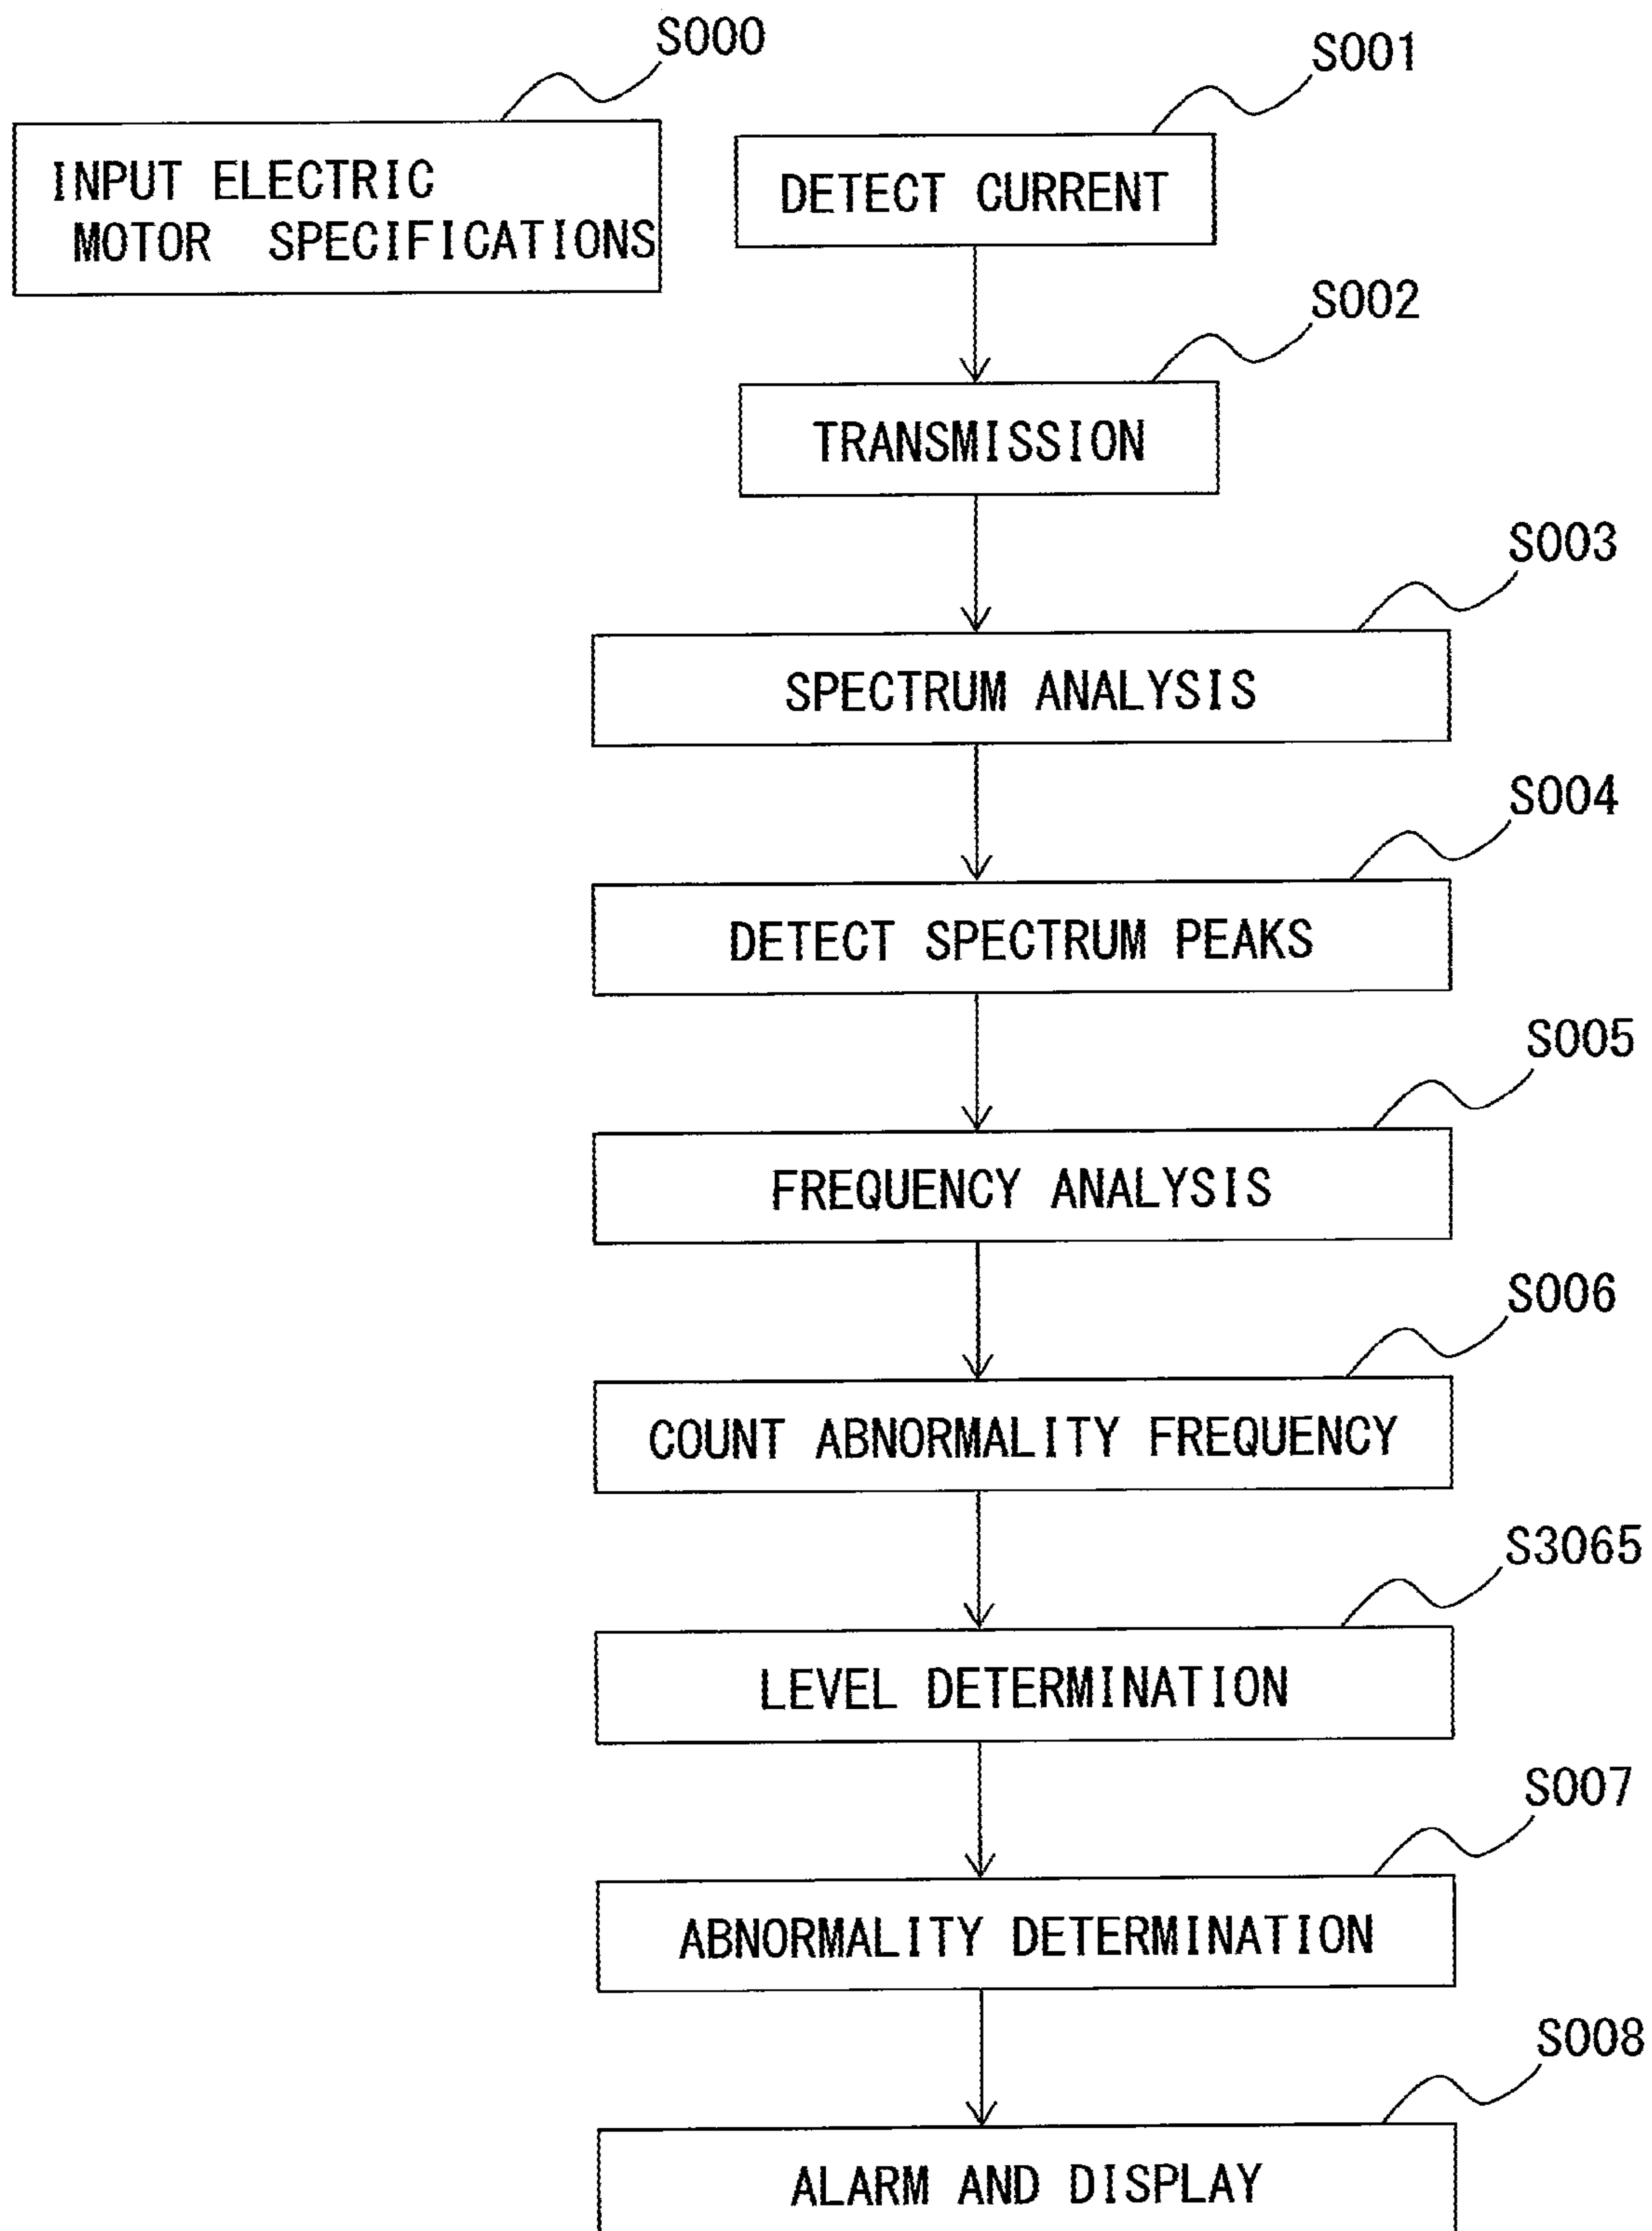 S000
INPUT ELECTRIC
MOTOR SPECIFICATIONS
S001
DETECT CURRENT
S002
TRANSMISSION
S003
SPECTRUM ANALYSIS
S004
DETECT SPECTRUM PEAKS
S005
FREQUENCY ANALYSIS
S006
COUNT ABNORMALITY FREQUENCY
S3065
LEVEL DETERMINATION
S007
ABNORMALITY DETERMINATION
S008
ALARM AND DISPLAY